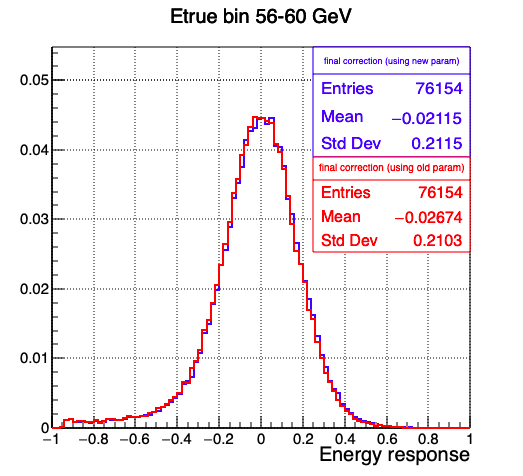 Etrue bin 56-60 GeV
final correction (using new param)
Entries 76154
Mean −0.02115
Std Dev 0.2115
final correction (using old param)
Entries 76154
Mean −0.02674
Std Dev 0.2103
0.05
0.04
0.03
0.02
0.01
0
−1 −0.8 −0.6 −0.4 −0.2 0 0.2 0.4 0.6 0.8 1
Energy response